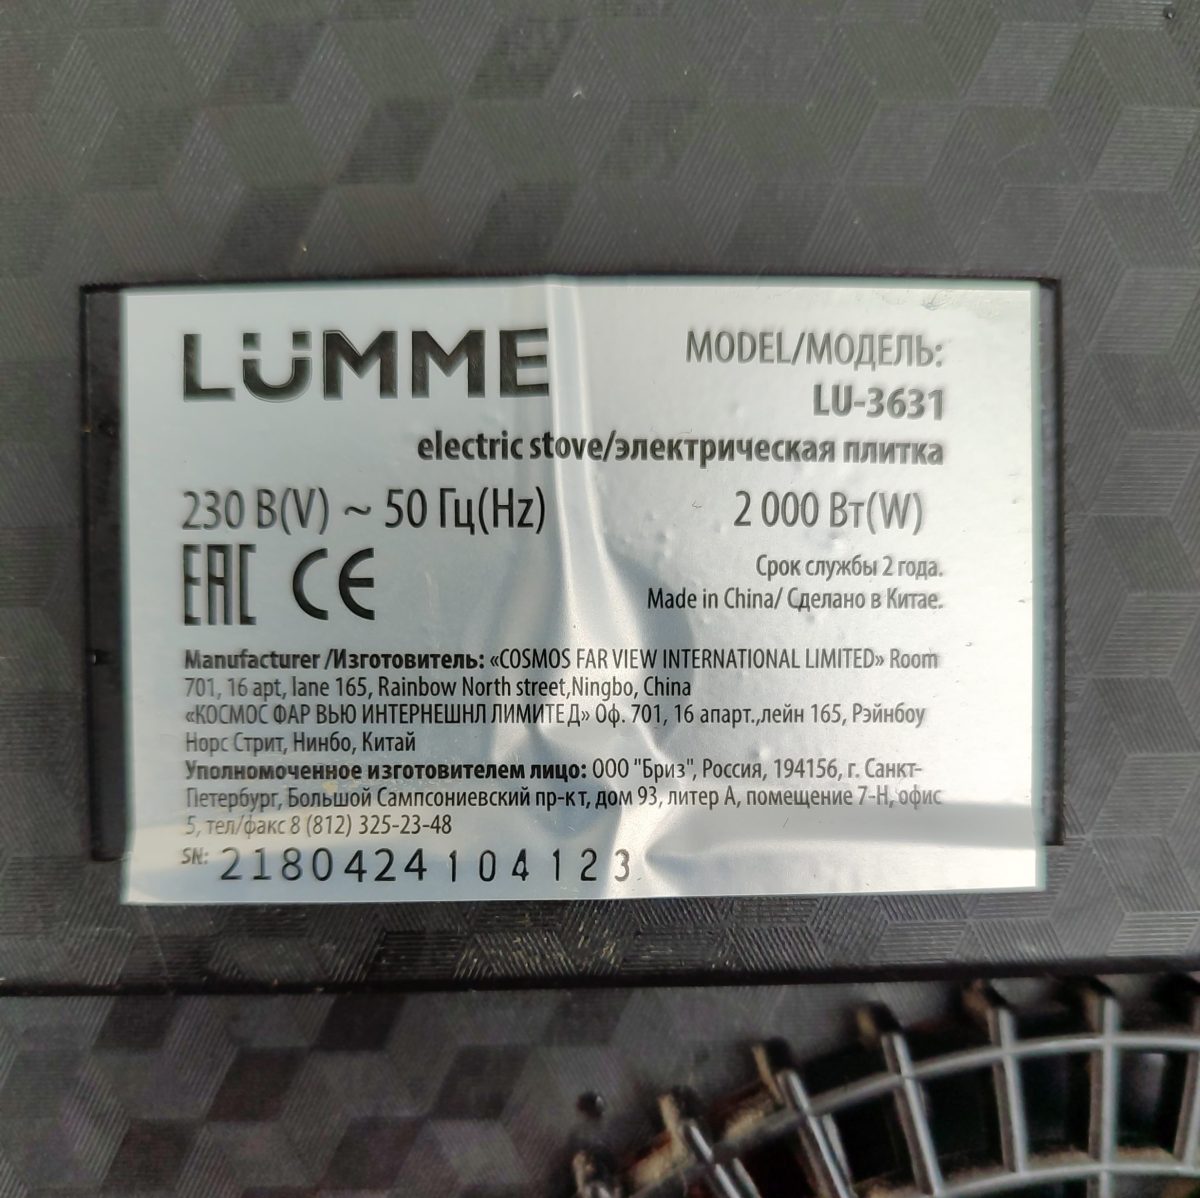 LÜMME
MODEL/МОДЕЛЬ:
LU-3631
electric stove/электрическая плитка
230 В(V) ~ 50 Гц(Hz)
2 000 Вт(W)
EAC CE
Срок службы 2 года.
Made in China/ Сделано в Китае.
Manufacturer /Изготовитель: «COSMOS FAR VIEW INTERNATIONAL LIMITED» Room
701, 16 apt, lane 165, Rainbow North street,Ningbo, China
«КОСМОС ФАР ВЬЮ ИНТЕРНЕШНЛ ЛИМИТЕД» Оф. 701, 16 апарт.,лейн 165, Рэйнбоу
Норс Стрит, Нинбо, Китай
Уполномоченное изготовителем лицо: ООО "Бриз", Россия, 194156, г. Санкт-
Петербург, Большой Сампсониевский пр-кт, дом 93, литер А, помещение 7-Н, офис
5, тел/факс 8 (812) 325-23-48
SN: 2180424104123